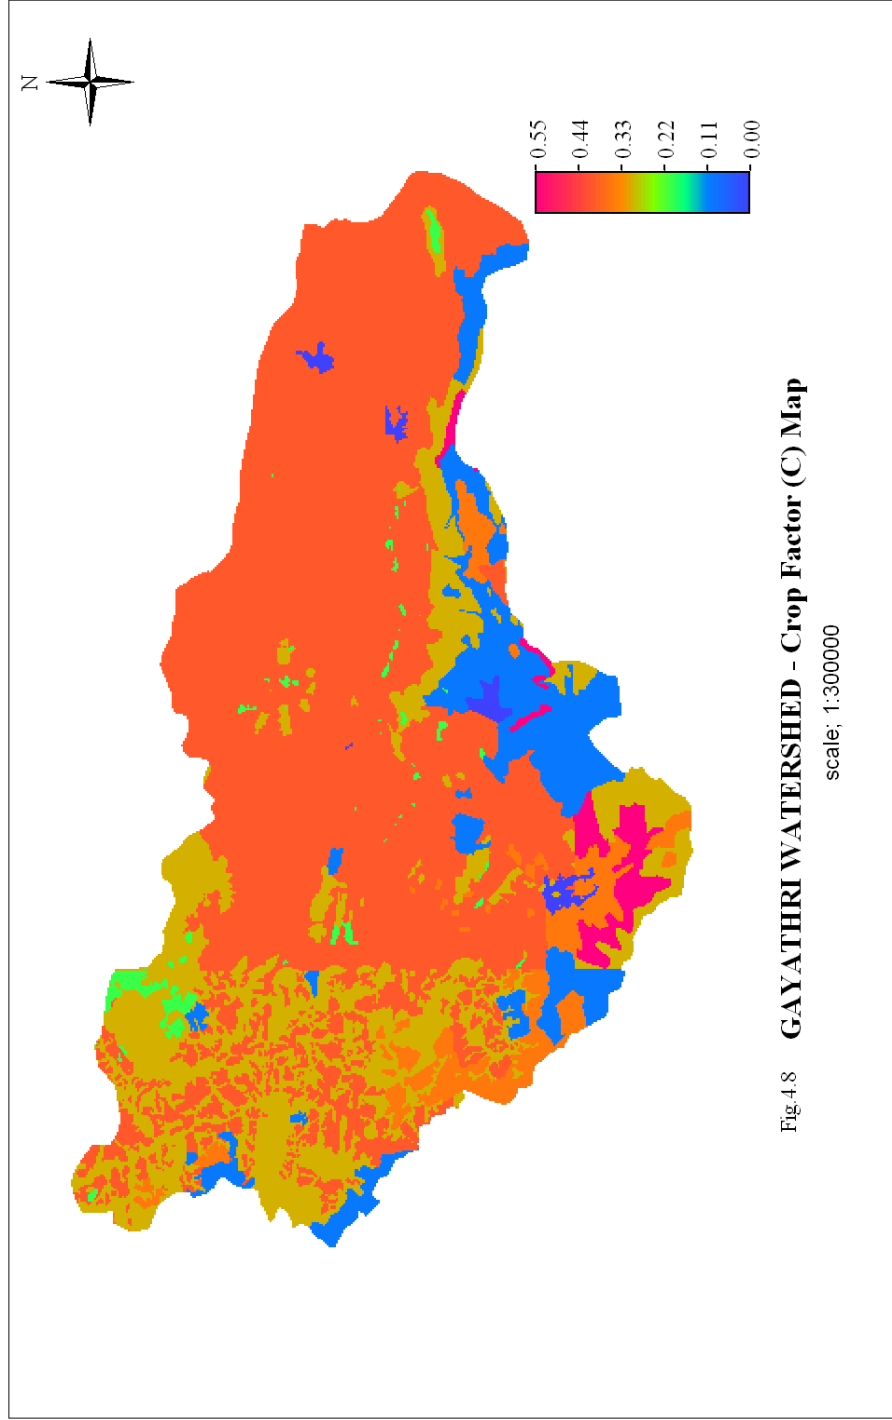 N
0.55
0.44
0.33
0.22
0.11
0.00
Fig.4.8 GAYATHRI WATERSHED - Crop Factor (C) Map
scale; 1:300000